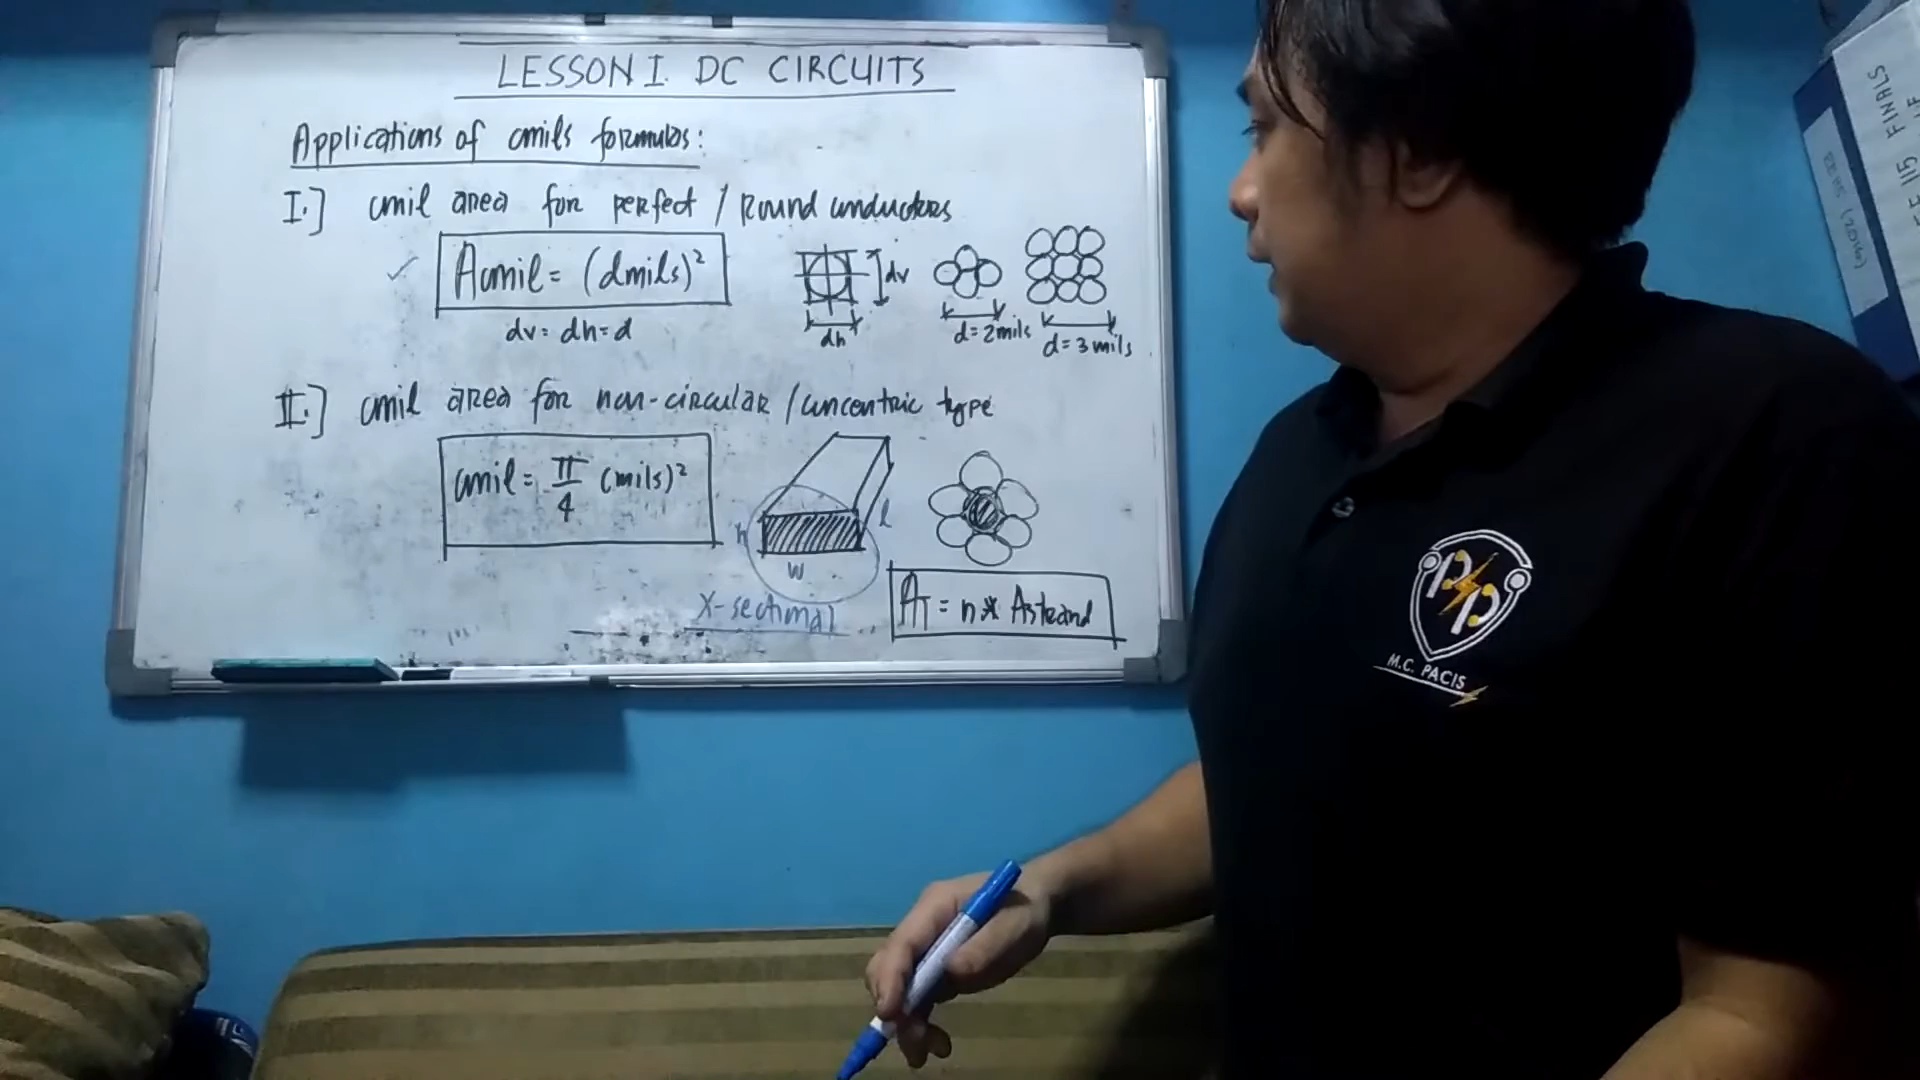 LESSON I. DC CIRCUITS
Applications of cmils formulas:
I.] cmil area for perfect / Round conductors
Acmil = (dmils)²
dv = dh = d
dv
dh
d = 2mils
d = 3 mils
II.] cmil area for non-circular / concentric type
cmil = π/4 (mils)²
h
w
l
X-sectional
AT = n * Astrand
M.C. PACIS
FINALS
115